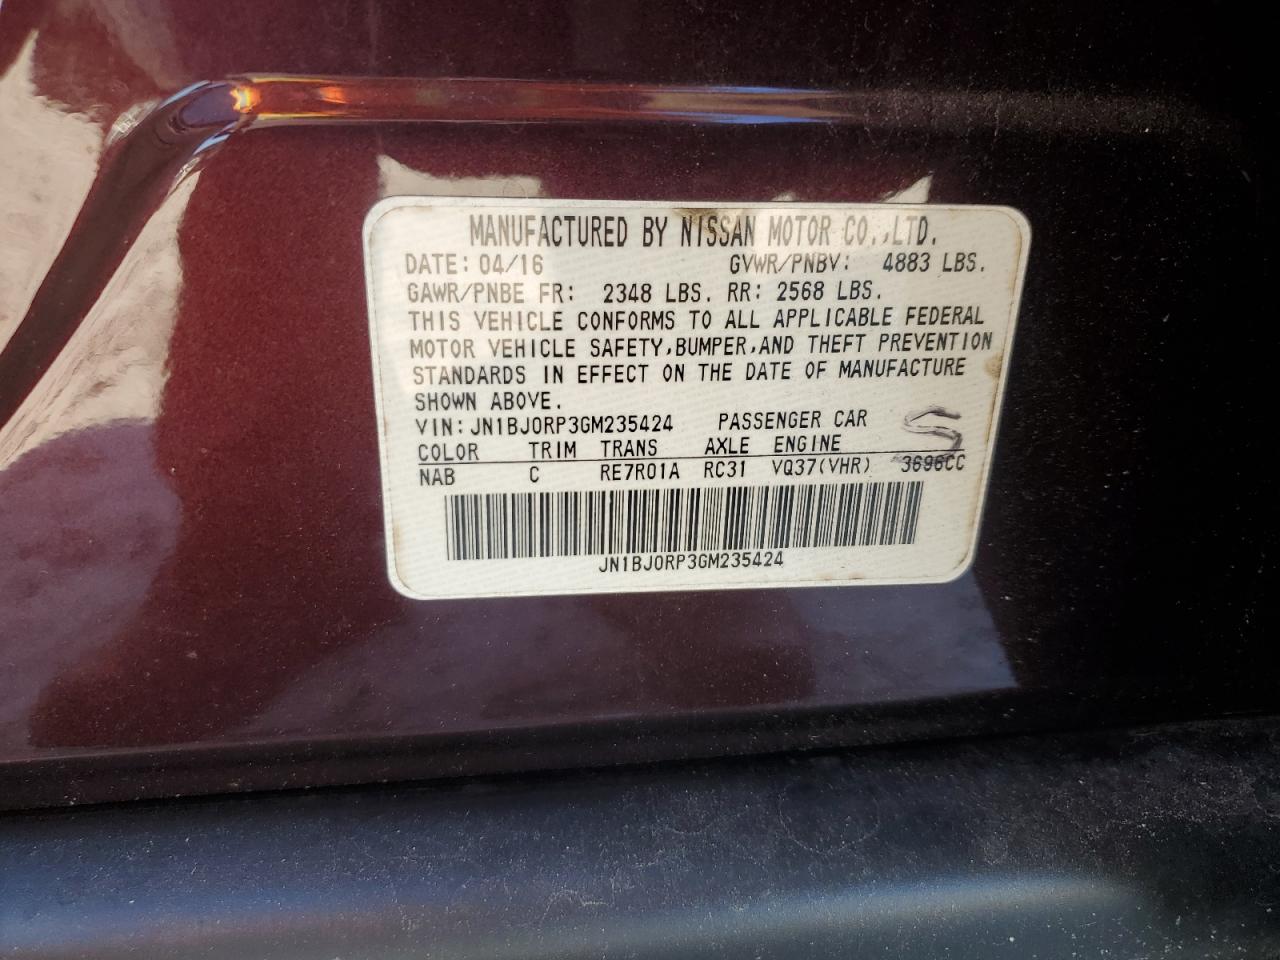 MANUFACTURED BY NISSAN MOTOR CO.,LTD.
DATE: 04/16 GVWR/PNBV: 4883 LBS.
GAWR/PNBE FR: 2348 LBS. RR: 2568 LBS.
THIS VEHICLE CONFORMS TO ALL APPLICABLE FEDERAL
MOTOR VEHICLE SAFETY,BUMPER,AND THEFT PREVENTION
STANDARDS IN EFFECT ON THE DATE OF MANUFACTURE
SHOWN ABOVE.
VIN: JN1BJ0RP3GM235424 PASSENGER CAR
COLOR TRIM TRANS AXLE ENGINE
NAB C RE7R01A RC31 VQ37(VHR) 3696CC
JN1BJ0RP3GM235424